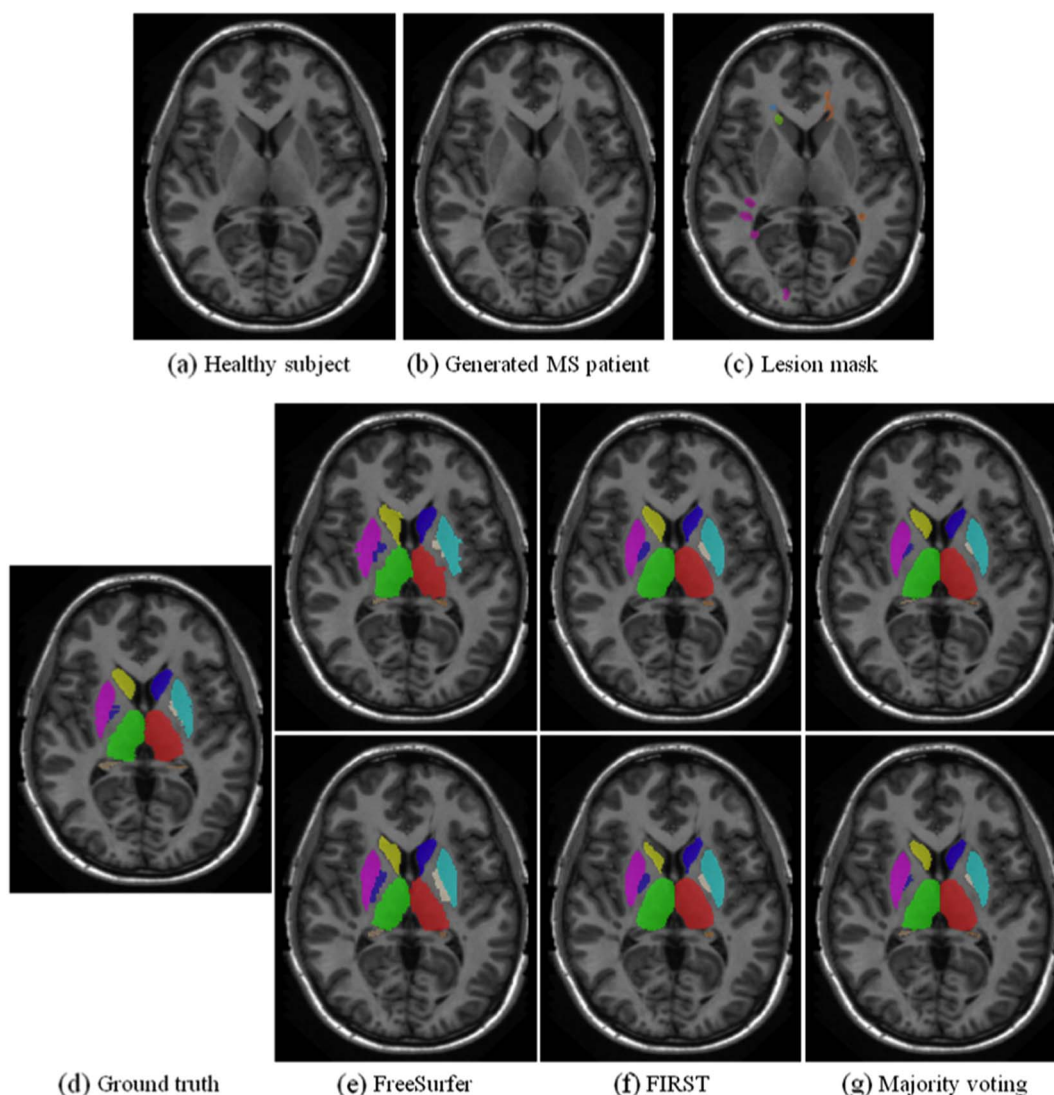 (a) Healthy subject
(b) Generated MS patient
(c) Lesion mask
(d) Ground truth
(e) FreeSurfer
(f) FIRST
(g) Majority voting